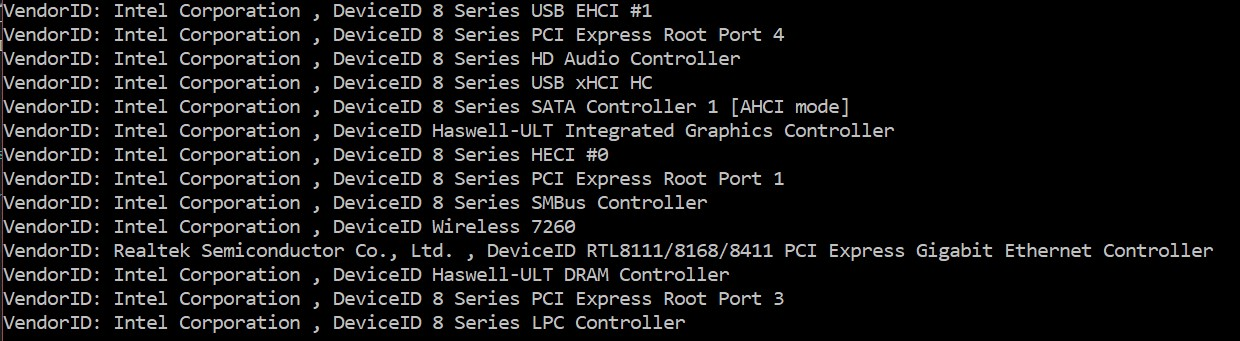 VendorID: Intel Corporation , DeviceID 8 Series USB EHCI #1
VendorID: Intel Corporation , DeviceID 8 Series PCI Express Root Port 4
VendorID: Intel Corporation , DeviceID 8 Series HD Audio Controller
VendorID: Intel Corporation , DeviceID 8 Series USB xHCI HC
VendorID: Intel Corporation , DeviceID 8 Series SATA Controller 1 [AHCI mode]
VendorID: Intel Corporation , DeviceID Haswell-ULT Integrated Graphics Controller
VendorID: Intel Corporation , DeviceID 8 Series HECI #0
VendorID: Intel Corporation , DeviceID 8 Series PCI Express Root Port 1
VendorID: Intel Corporation , DeviceID 8 Series SMBus Controller
VendorID: Intel Corporation , DeviceID Wireless 7260
VendorID: Realtek Semiconductor Co., Ltd. , DeviceID RTL8111/8168/8411 PCI Express Gigabit Ethernet Controller
VendorID: Intel Corporation , DeviceID Haswell-ULT DRAM Controller
VendorID: Intel Corporation , DeviceID 8 Series PCI Express Root Port 3
VendorID: Intel Corporation , DeviceID 8 Series LPC Controller